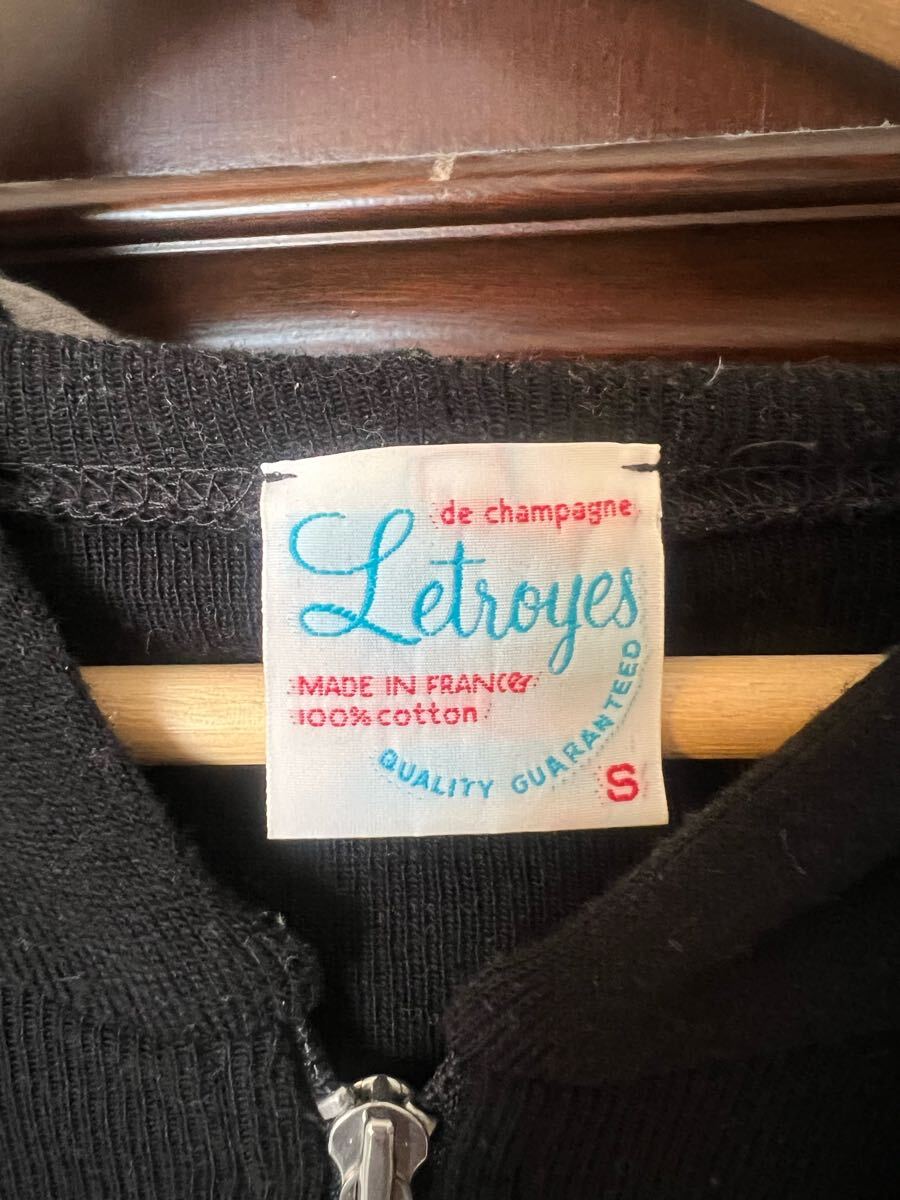 de champagne
Letroyes
MADE IN FRANCe
100% cotton
QUALITY GUARANTEED
S